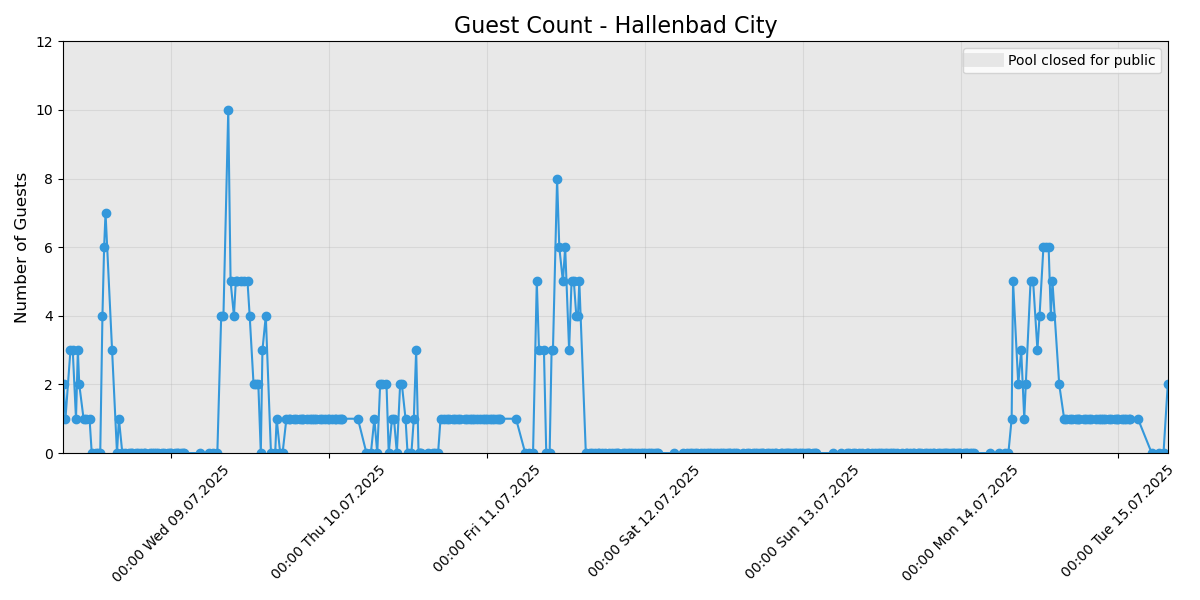 Guest Count - Hallenbad City
Pool closed for public
Number of Guests
12
10
8
6
4
2
0
00:00 Wed 09.07.2025
00:00 Thu 10.07.2025
00:00 Fri 11.07.2025
00:00 Sat 12.07.2025
00:00 Sun 13.07.2025
00:00 Mon 14.07.2025
00:00 Tue 15.07.2025